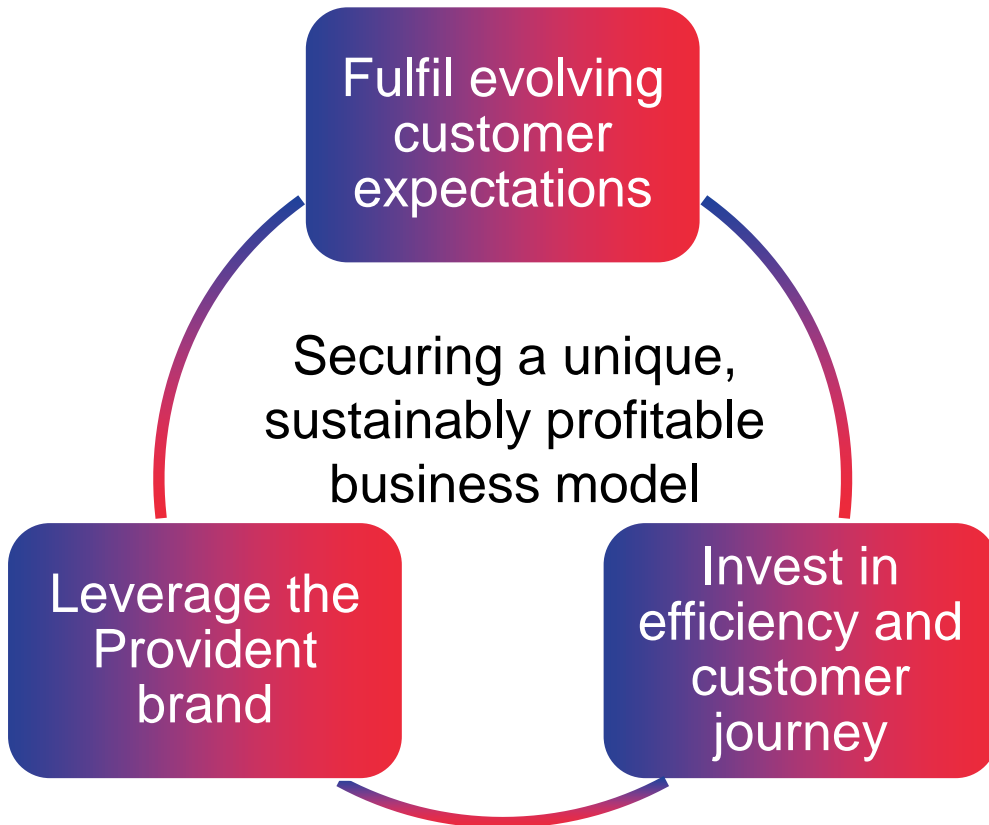 Fulfil evolving
customer
expectations
Securing a unique,
sustainably profitable
business model
Leverage the
Provident
brand
Invest in
efficiency and
customer
journey